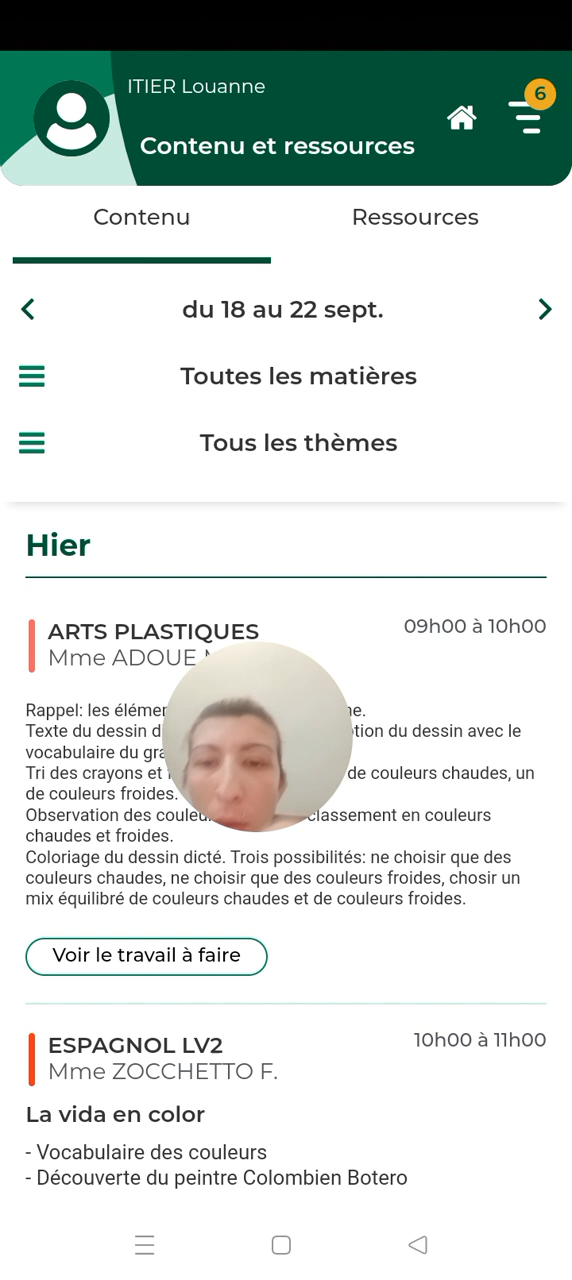 ITIER Louanne
6
Contenu et ressources
Contenu
Ressources
du 18 au 22 sept.
Toutes les matières
Tous les thèmes
Hier
ARTS PLASTIQUES
09h00 à 10h00
Mme ADOUE
Rappel: les
Texte du dessin du dessin avec le
vocabulaire du
Tri des crayons et de couleurs chaudes, un
de couleurs froides.
Observation des classement en couleurs
chaudes et froides.
Coloriage du dessin dicté. Trois possibilités: ne choisir que des
couleurs chaudes, ne choisir que des couleurs froides, chosir un
mix équilibré de couleurs chaudes et de couleurs froides.
Voir le travail à faire
ESPAGNOL LV2
10h00 à 11h00
Mme ZOCCHETTO F.
La vida en color
- Vocabulaire des couleurs
- Découverte du peintre Colombien Botero